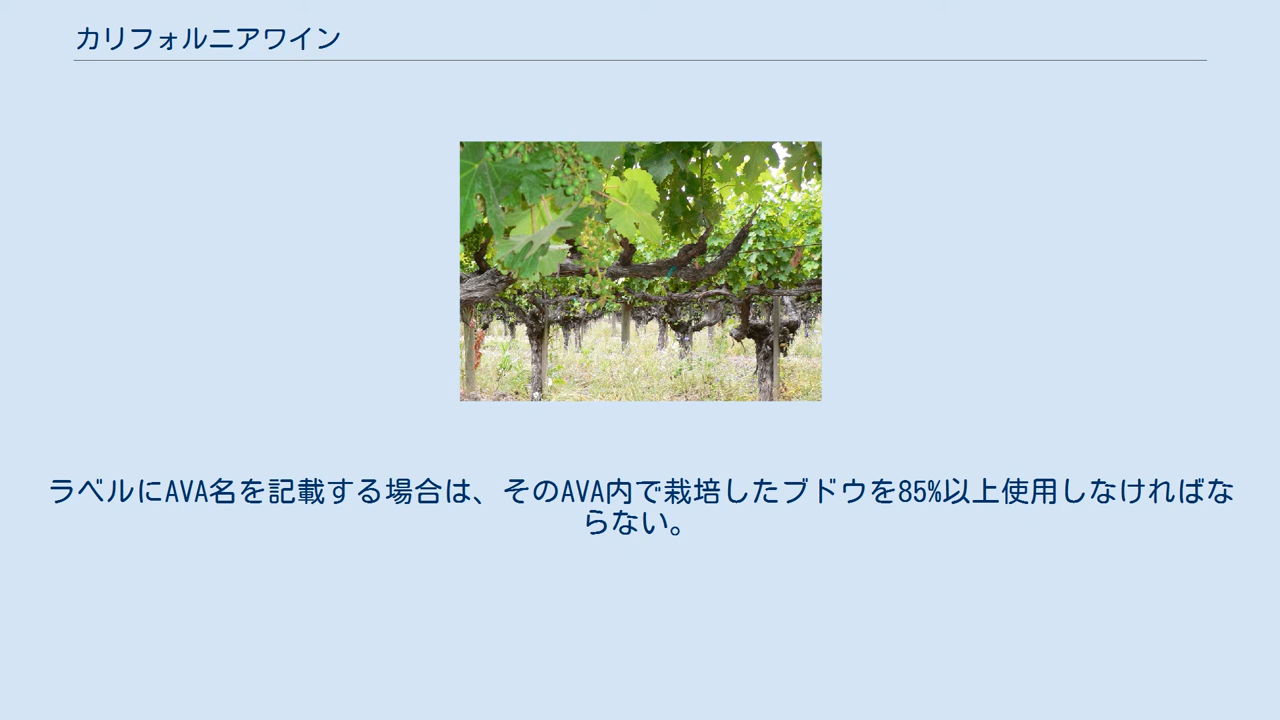 カリフォルニアワイン
ラベルにAVA名を記載する場合は、そのAVA内で栽培したブドウを85%以上使用しなければな
らない。